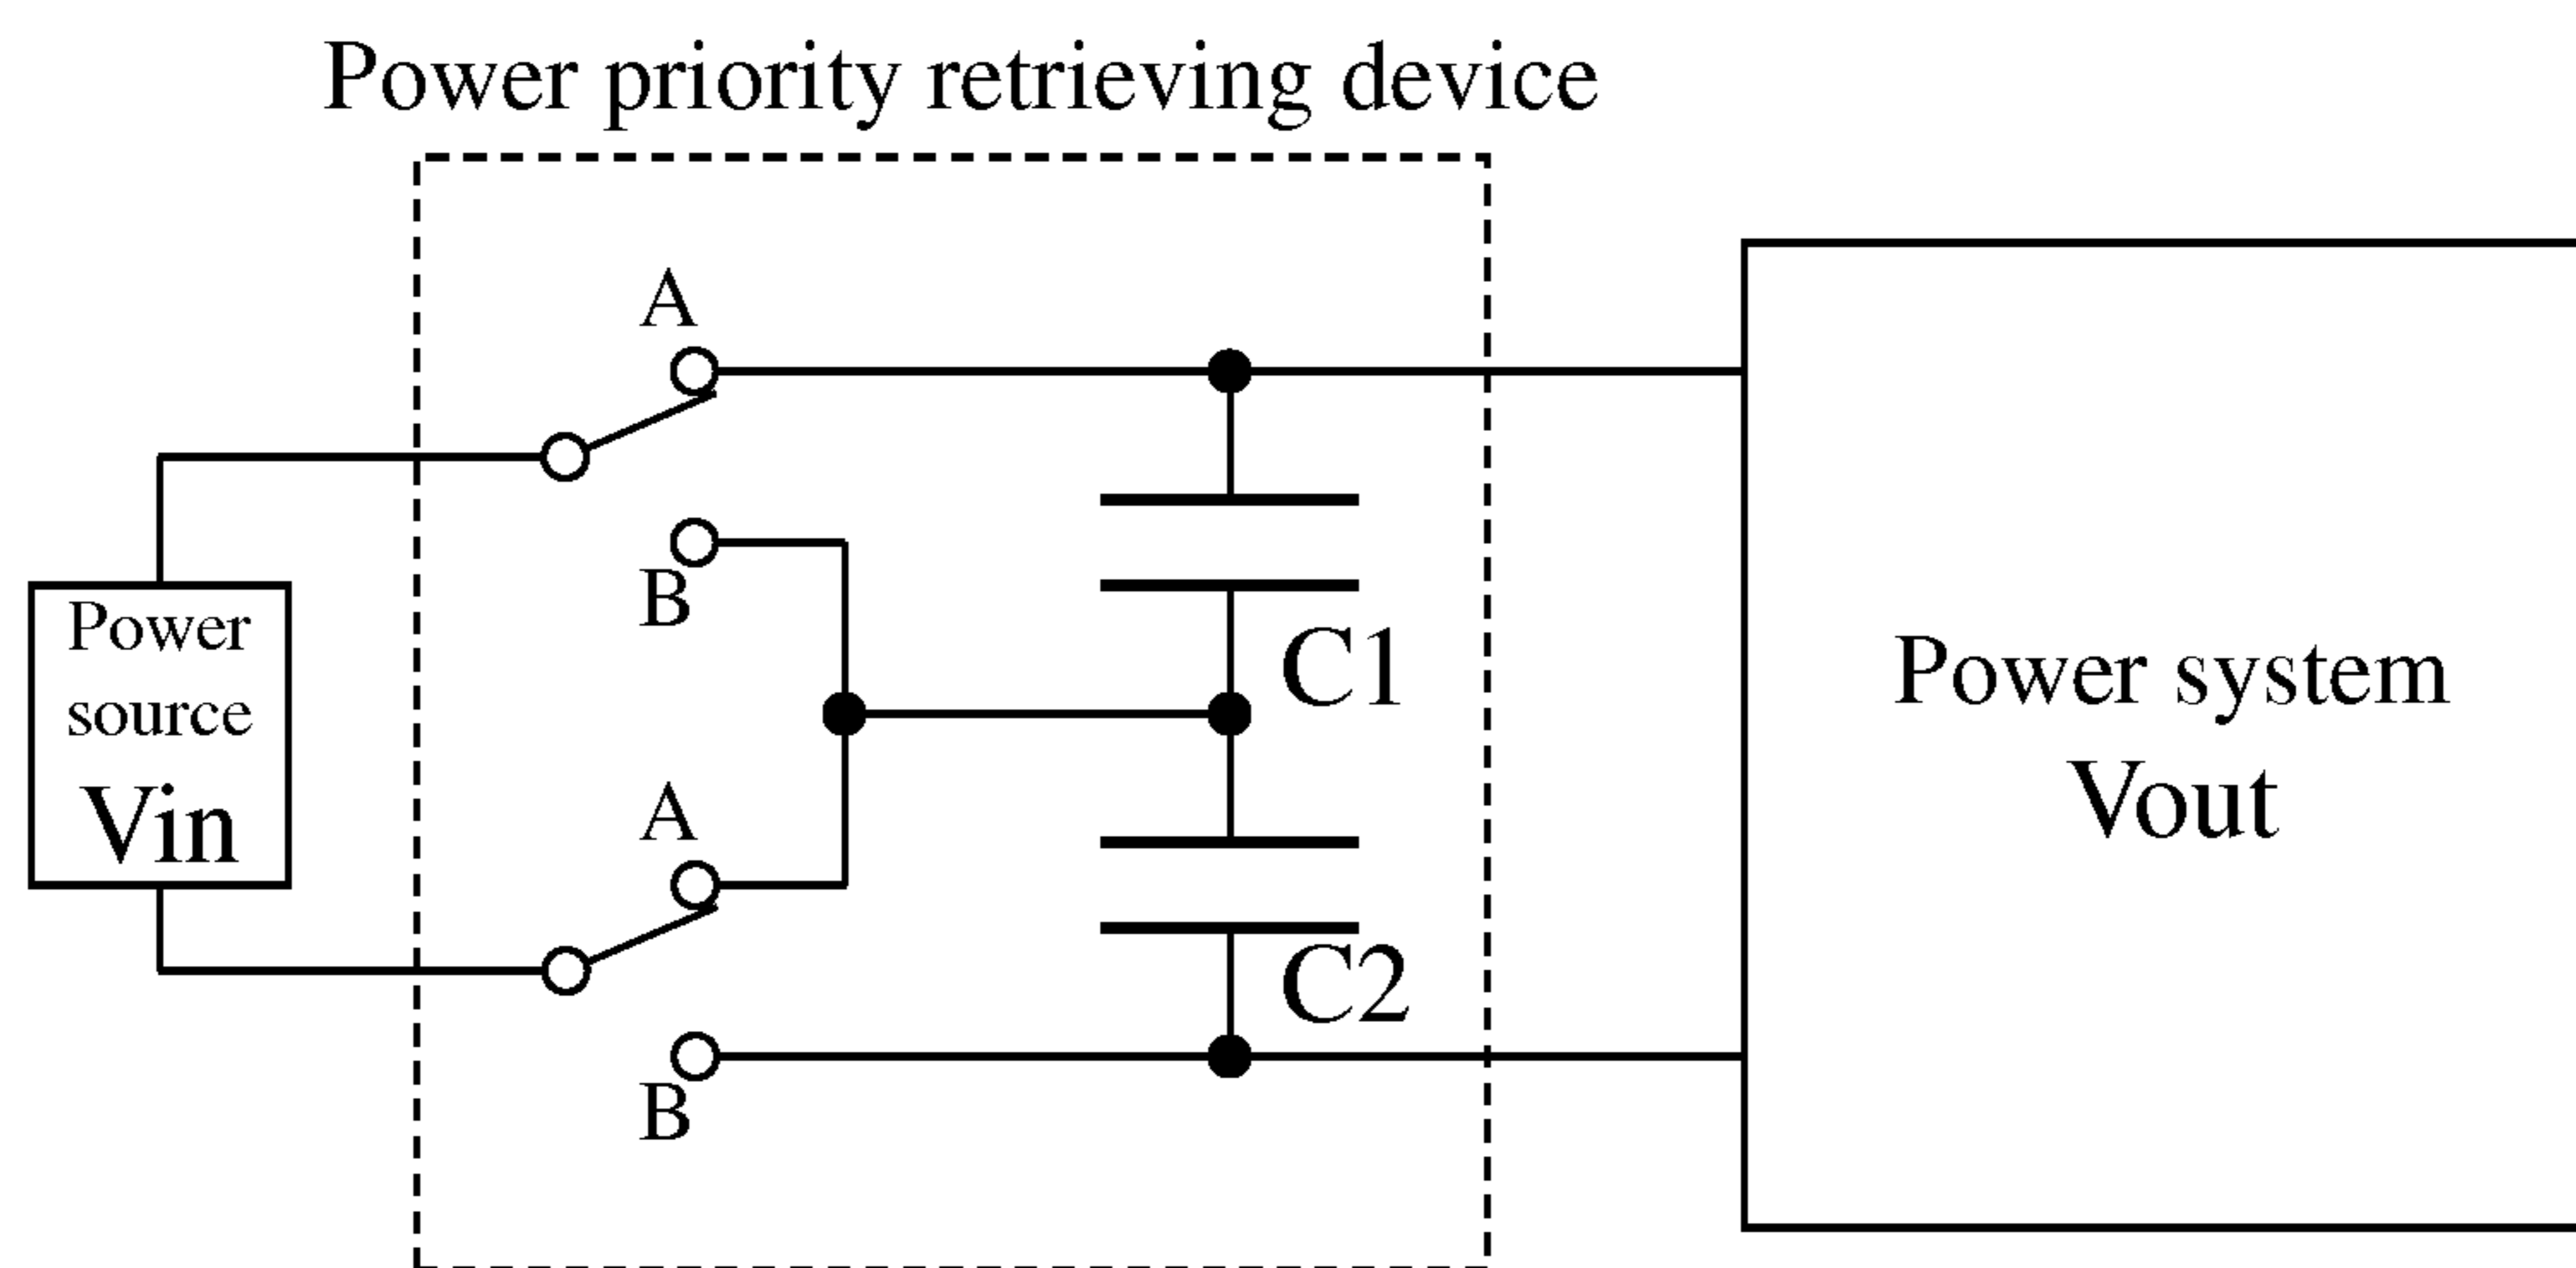 Power priority retrieving device
A
B
Power
source
Vin
C1
Power system
Vout
A
C2
B